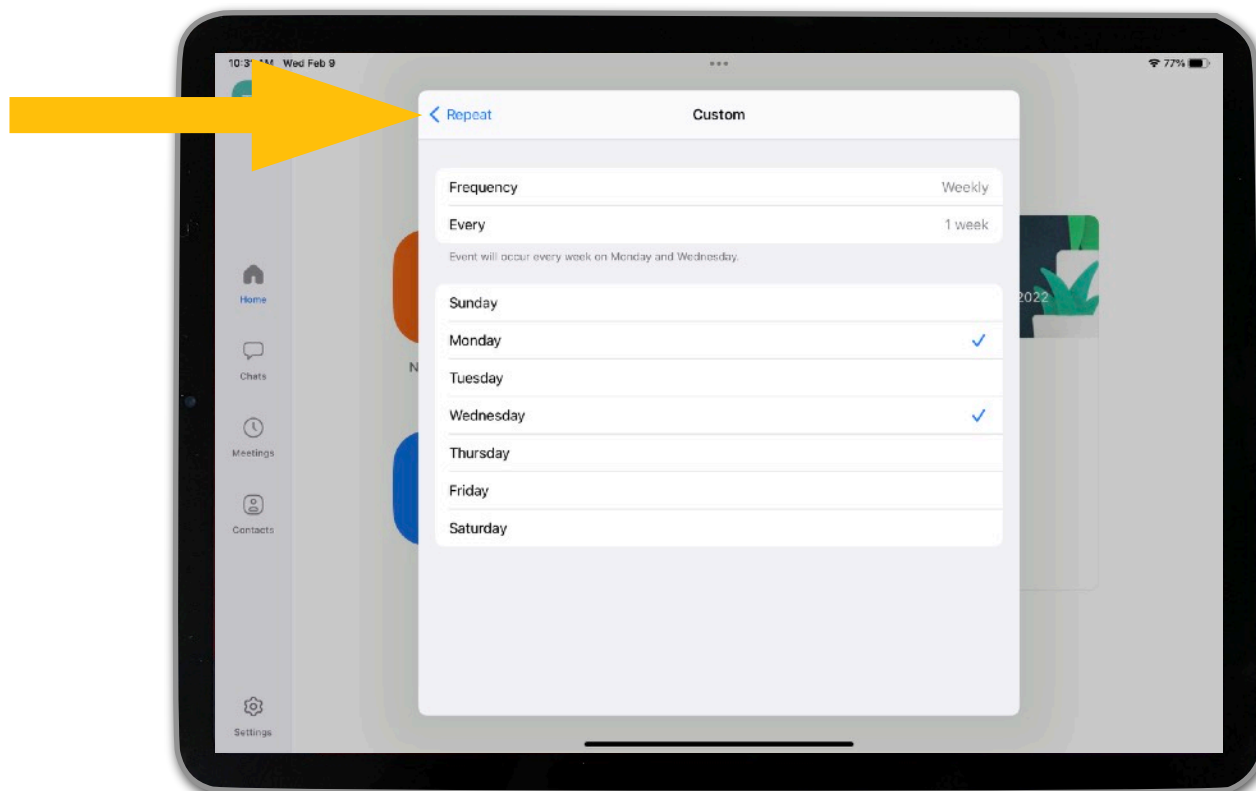 Wed Feb 9
77%
Repeat
Custom
Frequency
Weekly
Every
1 week
Event will occur every week on Monday and Wednesday.
Sunday
Monday
Tuesday
Wednesday
Thursday
Friday
Saturday
Home
Chats
Meetings
Contacts
Settings
2022
N